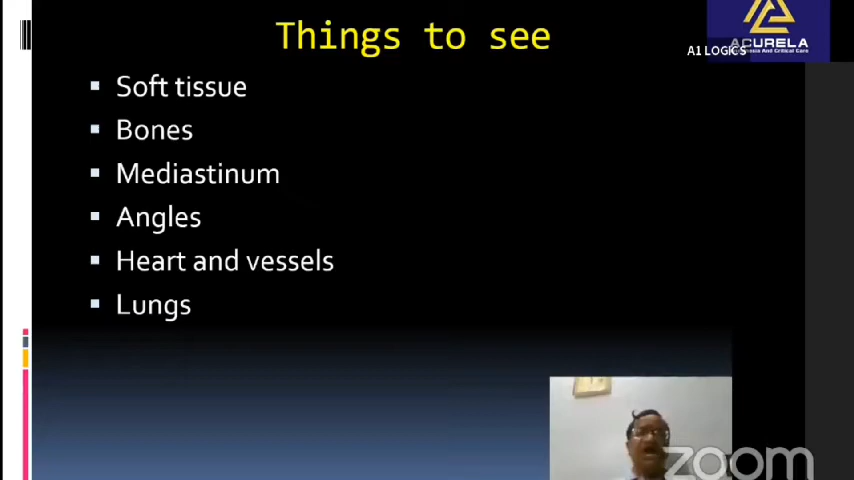 Things to see
ACURELA
A1 LOGICS
Soft tissue
Bones
Mediastinum
Angles
Heart and vessels
Lungs
zoom